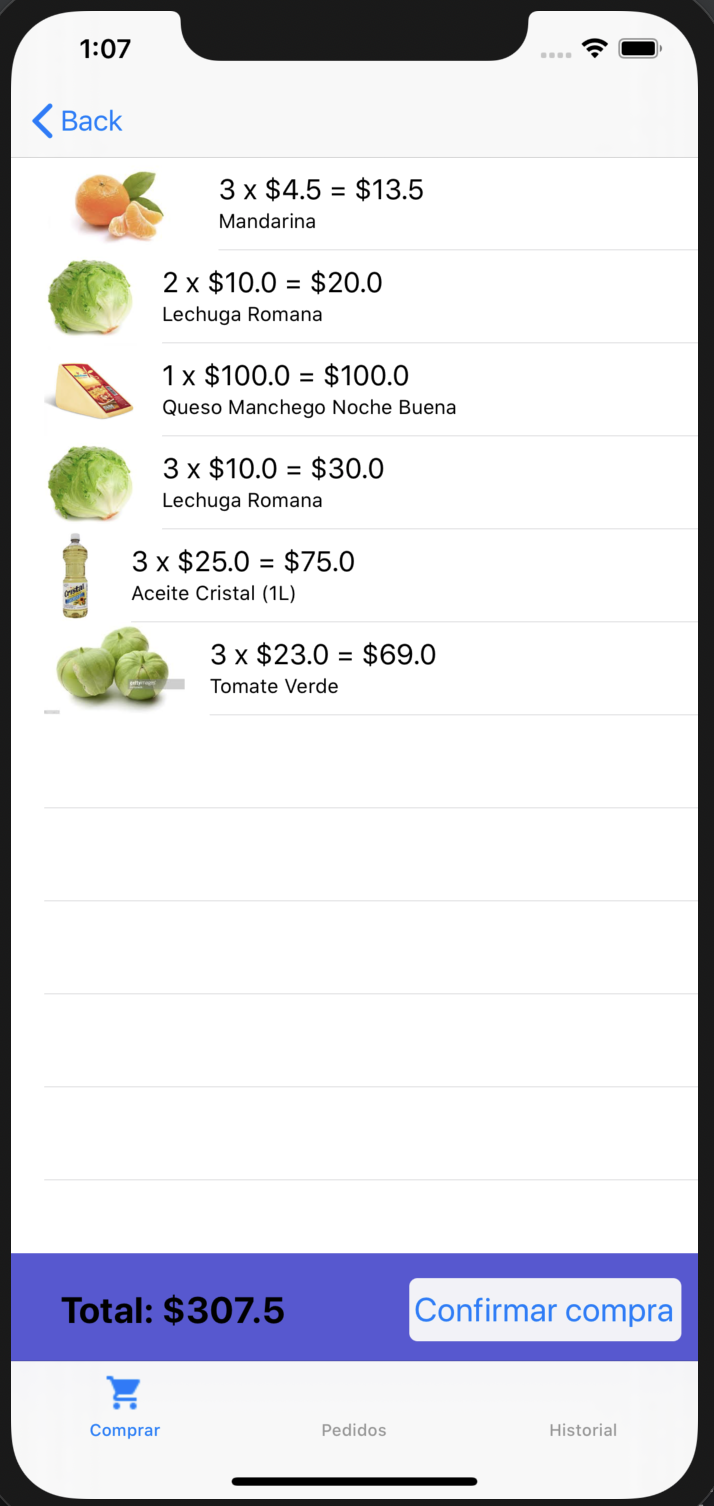 1:07
Back
3 x $4.5 = $13.5
Mandarina
2 x $10.0 = $20.0
Lechuga Romana
1 x $100.0 = $100.0
Queso Manchego Noche Buena
3 x $10.0 = $30.0
Lechuga Romana
3 x $25.0 = $75.0
Aceite Cristal (1L)
Cristal
3 x $23.0 = $69.0
Tomate Verde
Total: $307.5
Confirmar compra
Comprar
Pedidos
Historial